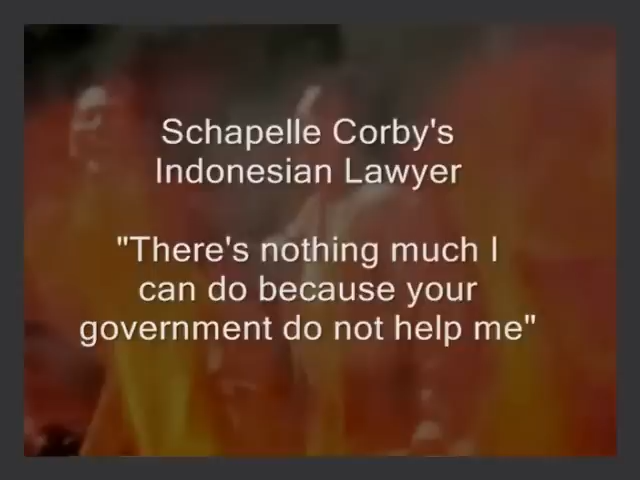 Schapelle Corby's
Indonesian Lawyer
"There's nothing much I
can do because your
government do not help me"